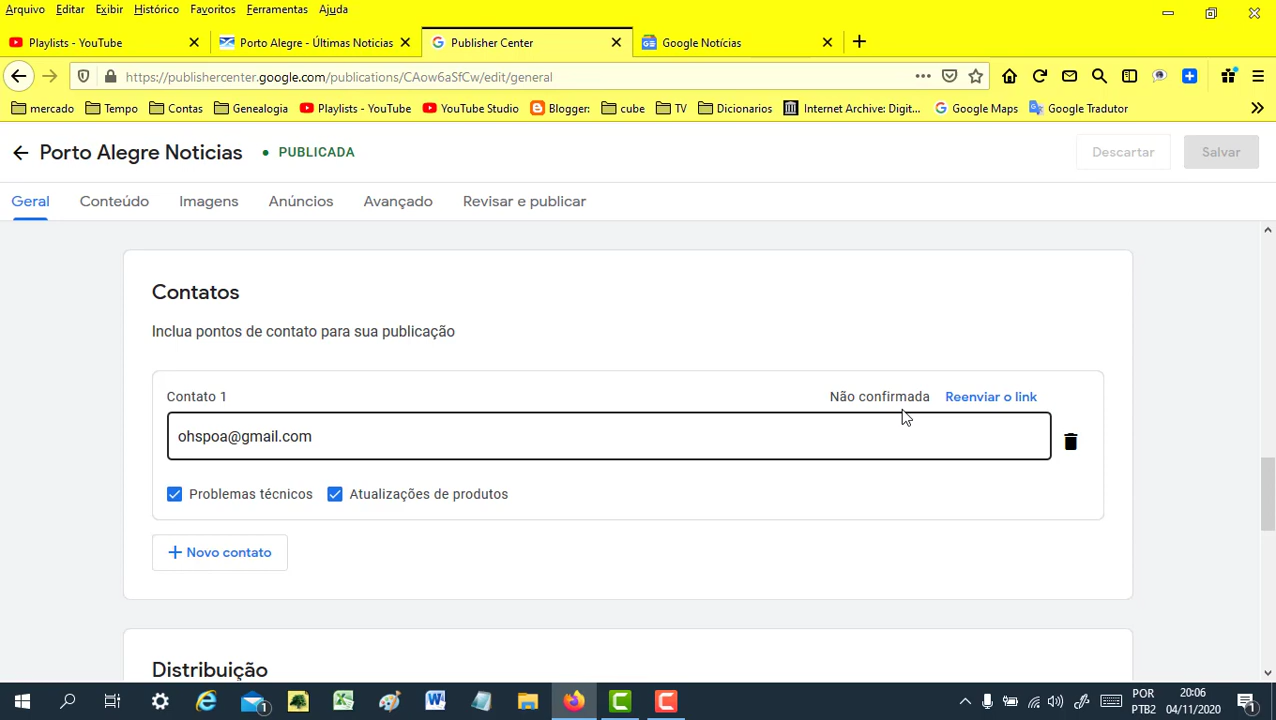 Arquivo Editar Exibir Histórico Favoritos Ferramentas Ajuda
Playlists - YouTube Porto Alegre - Últimas Noticias Publisher Center Google Notícias
https://publishercenter.google.com/publications/CAow6aSfCw/edit/general
mercado Tempo Contas Genealogia Playlists - YouTube YouTube Studio Blogger: cube TV Dicionarios Internet Archive: Digit... Google Maps Google Tradutor
Porto Alegre Noticias • PUBLICADA Descartar Salvar
Geral Conteúdo Imagens Anúncios Avançado Revisar e publicar
Contatos
Inclua pontos de contato para sua publicação
Contato 1 Não confirmada Reenviar o link
ohspoa@gmail.com
Problemas técnicos Atualizações de produtos
+ Novo contato
Distribuição
1 POR 20:06 1
PTB2 04/11/2020